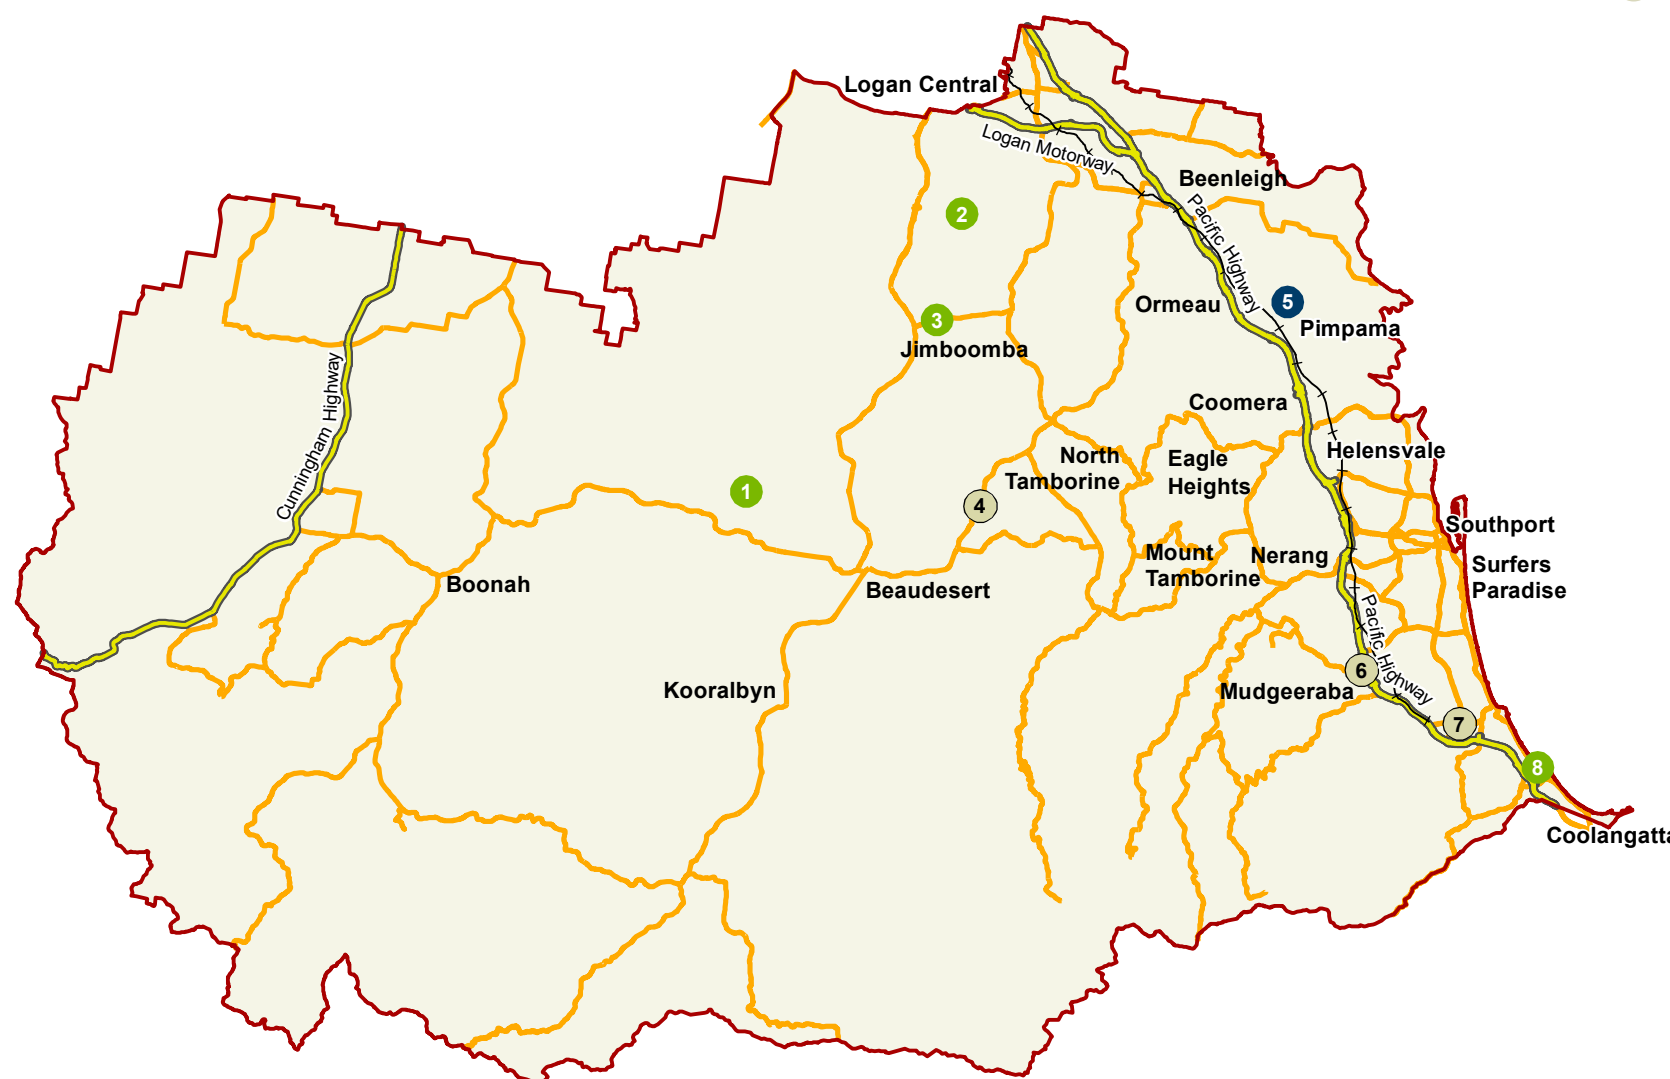 Logan Central
Logan Motorway
Beenleigh
Pacific Highway
2
5
Ormeau
3
Pimpama
Jimboomba
Cunningham Highway
Coomera
North
Tamborine
Eagle
Heights
Helensvale
1
4
Southport
Mount
Tamborine
Nerang
Surfers
Paradise
Boonah
Beaudesert
Pacific Highway
6
Kooralbyn
Mudgeeraba
7
8
Coolangatta